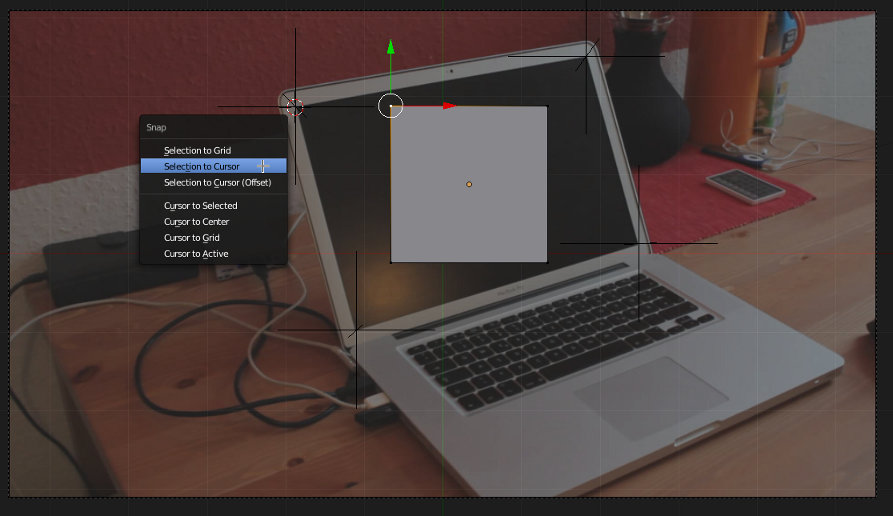 Snap
Selection to Grid
Selection to Cursor
Selection to Cursor (Offset)
Cursor to Selected
Cursor to Center
Cursor to Grid
Cursor to Active